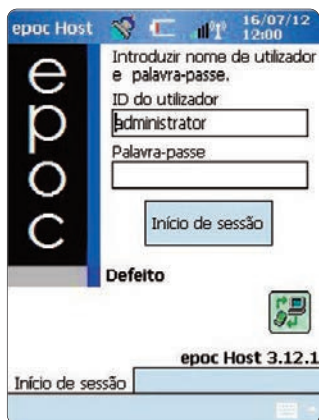 epoc Host
16/07/12
12:00
epoc
Introduzir nome de utilizador
e palavra-passe.
ID do utilizador
administrator
Palavra-passe
Início de sessão
Defeito
epoc Host 3.12.1
Início de sessão